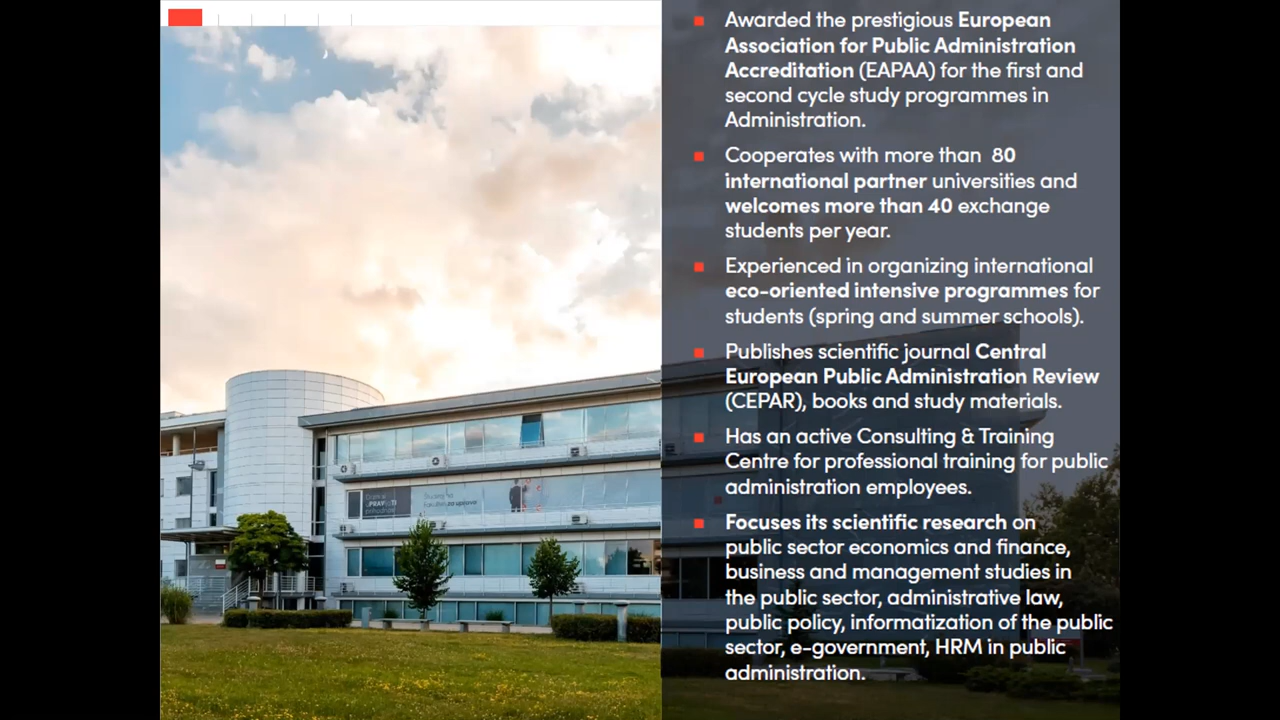 Awarded the prestigious European
Association for Public Administration
Accreditation (EAPAA) for the first and
second cycle study programmes in
Administration.
Cooperates with more than 80
international partner universities and
welcomes more than 40 exchange
students per year.
Experienced in organizing international
eco-oriented intensive programmes for
students (spring and summer schools).
Publishes scientific journal Central
European Public Administration Review
(CEPAR), books and study materials.
Has an active Consulting & Training
Centre for professional training for public
administration employees.
Focuses its scientific research on
public sector economics and finance,
business and management studies in
the public sector, administrative law,
public policy, informatization of the public
sector, e-government, HRM in public
administration.